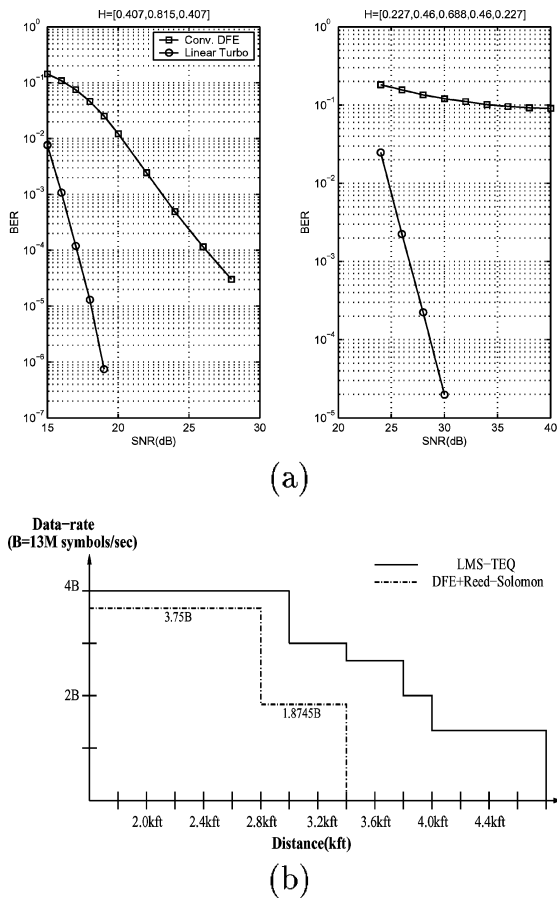 H=[0.407,0.815,0.407]
10^0
10^-1
10^-2
10^-3
10^-4
10^-5
10^-6
10^-7
BER
Conv. DFE
Linear Turbo
15 20 25 30
SNR(dB)
H=[0.227,0.46,0.688,0.46,0.227]
10^0
10^-1
10^-2
10^-3
10^-4
10^-5
BER
20 25 30 35 40
SNR(dB)
(a)
Data-rate
(B=13M symbols/sec)
LMS-TEQ
DFE+Reed-Solomon
4B
3.75B
2B
1.8745B
2.0kft 2.4kft 2.8kft 3.2kft 3.6kft 4.0kft 4.4kft
Distance(kft)
(b)